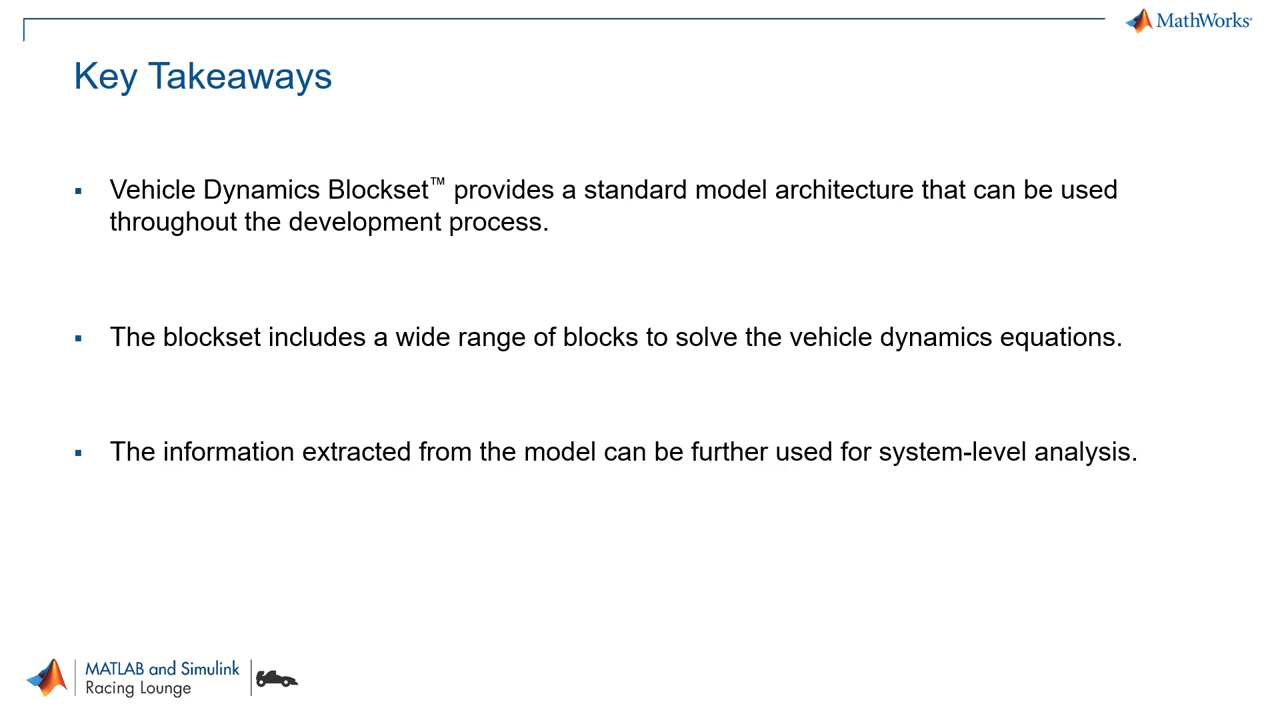 MathWorks®
Key Takeaways
▪ Vehicle Dynamics Blockset™ provides a standard model architecture that can be used
throughout the development process.
▪ The blockset includes a wide range of blocks to solve the vehicle dynamics equations.
▪ The information extracted from the model can be further used for system-level analysis.
MATLAB and Simulink
Racing Lounge